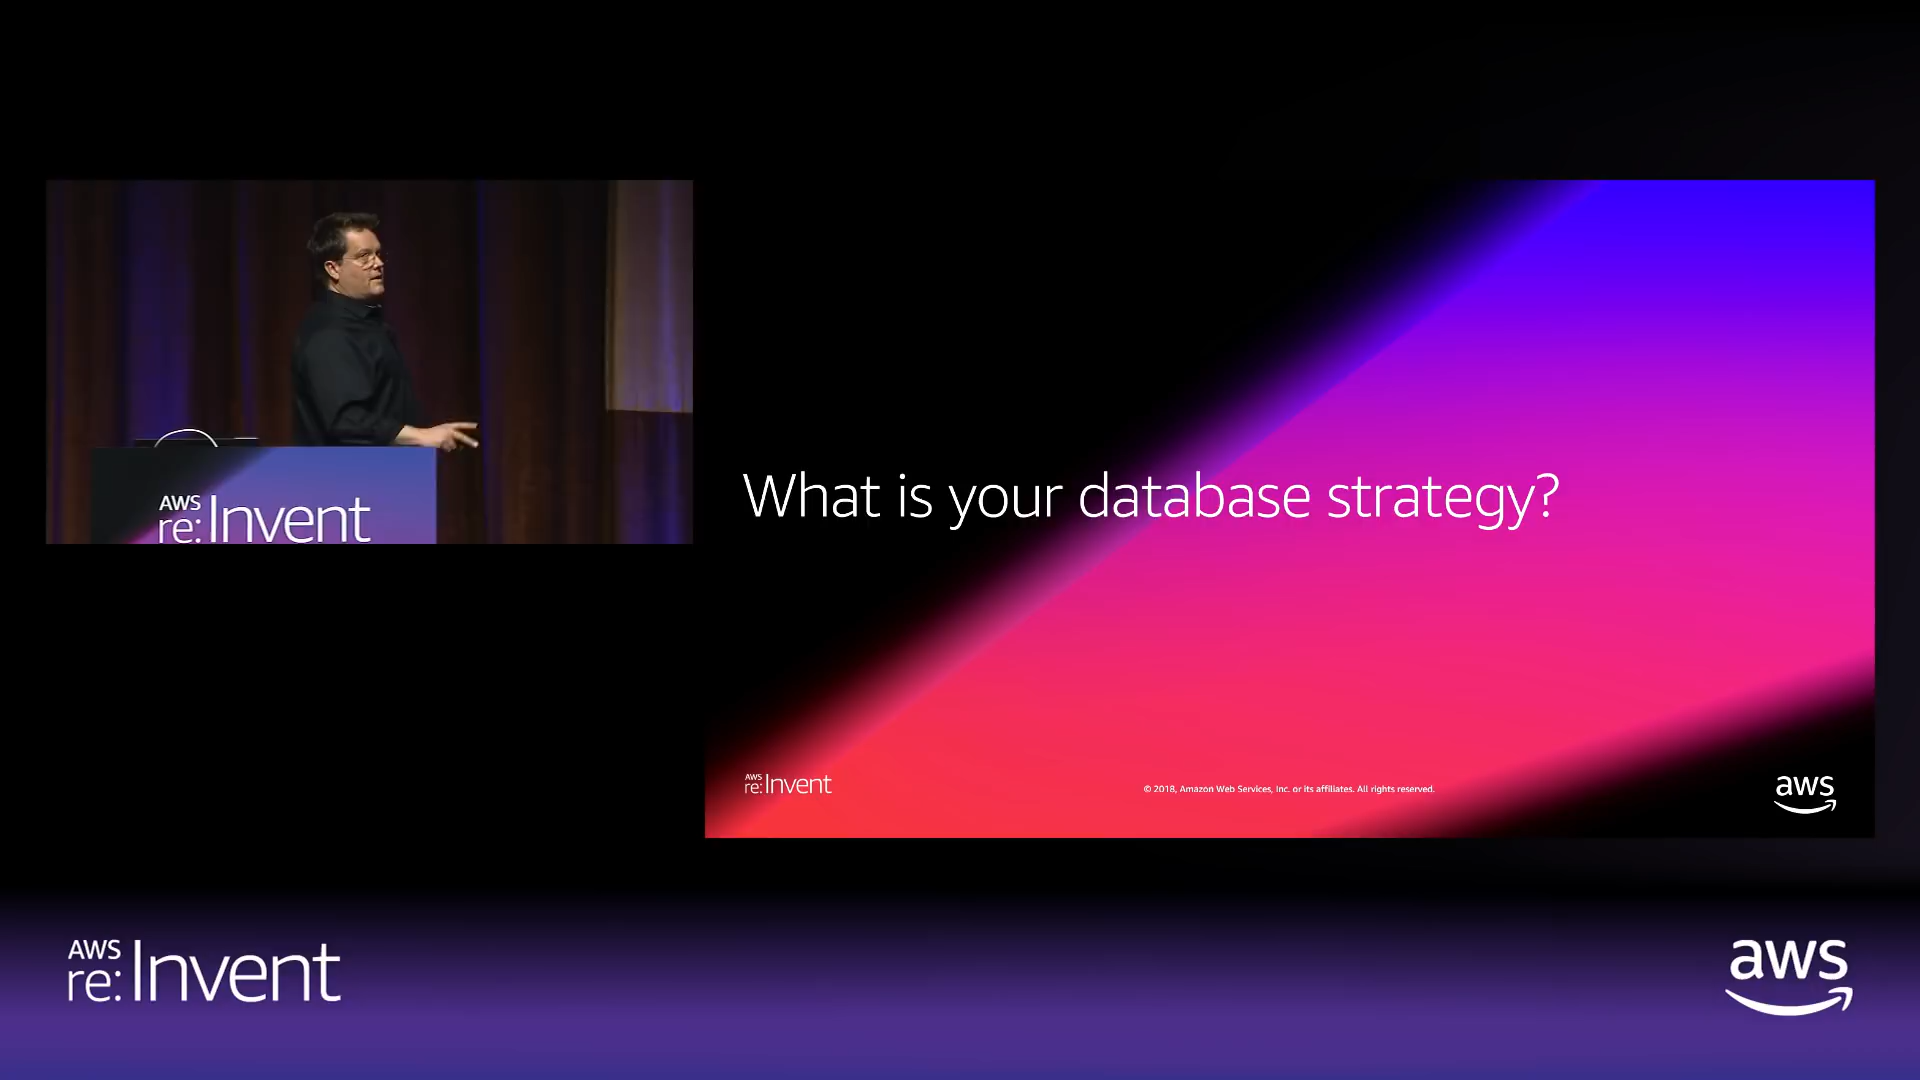 AWS
re:Invent
What is your database strategy?
AWS
re:Invent
© 2018, Amazon Web Services, Inc. or its affiliates. All rights reserved.
aws
AWS
re:Invent
aws